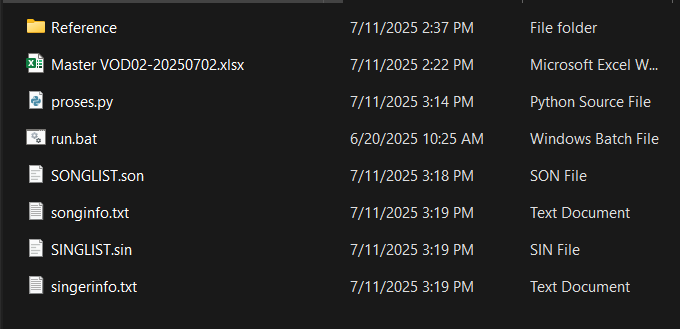 Reference 7/11/2025 2:37 PM File folder
Master VOD02-20250702.xlsx 7/11/2025 2:22 PM Microsoft Excel W...
proses.py 7/11/2025 3:14 PM Python Source File
run.bat 6/20/2025 10:25 AM Windows Batch File
SONGLIST.son 7/11/2025 3:18 PM SON File
songinfo.txt 7/11/2025 3:19 PM Text Document
SINGLIST.sin 7/11/2025 3:19 PM SIN File
singerinfo.txt 7/11/2025 3:19 PM Text Document